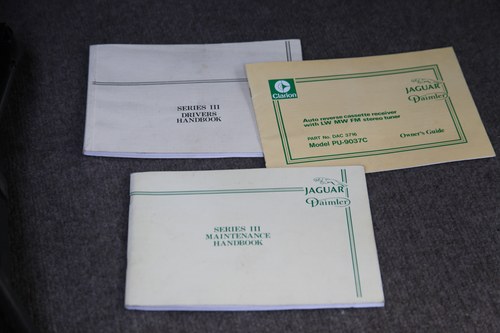 SERIES III
DRIVERS
HANDBOOK
Clarion
JAGUAR
Daimler
Auto reverse cassette receiver
with LW MW FM stereo tuner
PART No. DAC 3716
Model PU-9037C
Owner's Guide
JAGUAR
Daimler
SERIES III
MAINTENANCE
HANDBOOK